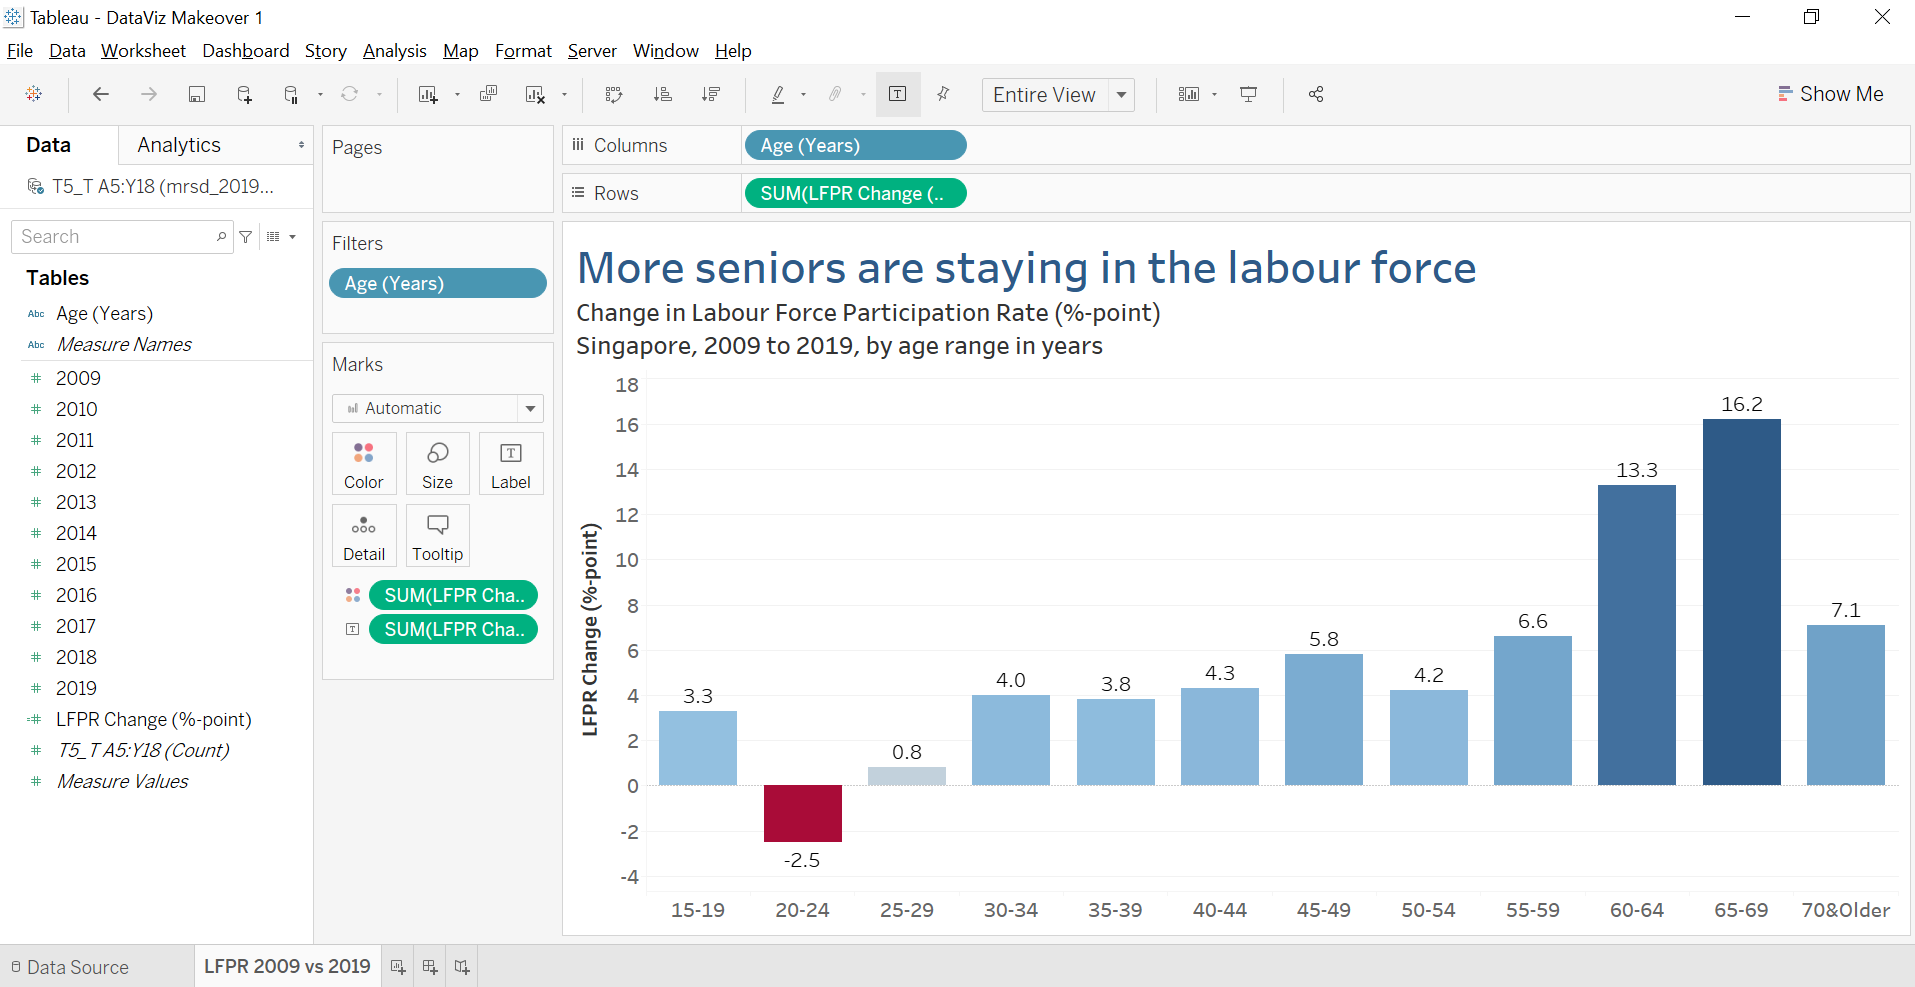 Tableau - DataViz Makeover 1
File Data Worksheet Dashboard Story Analysis Map Format Server Window Help
Entire View
Show Me
Data Analytics
T5_T A5:Y18 (mrsd_2019...
Search
Tables
Abc Age (Years)
Abc Measure Names
# 2009
# 2010
# 2011
# 2012
# 2013
# 2014
# 2015
# 2016
# 2017
# 2018
# 2019
=# LFPR Change (%-point)
# T5_T A5:Y18 (Count)
# Measure Values
Pages
Filters
Age (Years)
Marks
Automatic
Color Size Label
Detail Tooltip
SUM(LFPR Cha..
SUM(LFPR Cha..
Columns Age (Years)
Rows SUM(LFPR Change (..
More seniors are staying in the labour force
Change in Labour Force Participation Rate (%-point)
Singapore, 2009 to 2019, by age range in years
LFPR Change (%-point)
18
16
14
12
10
8
6
4
2
0
-2
-4
3.3
-2.5
0.8
4.0
3.8
4.3
5.8
4.2
6.6
13.3
16.2
7.1
15-19 20-24 25-29 30-34 35-39 40-44 45-49 50-54 55-59 60-64 65-69 70&Older
Data Source LFPR 2009 vs 2019